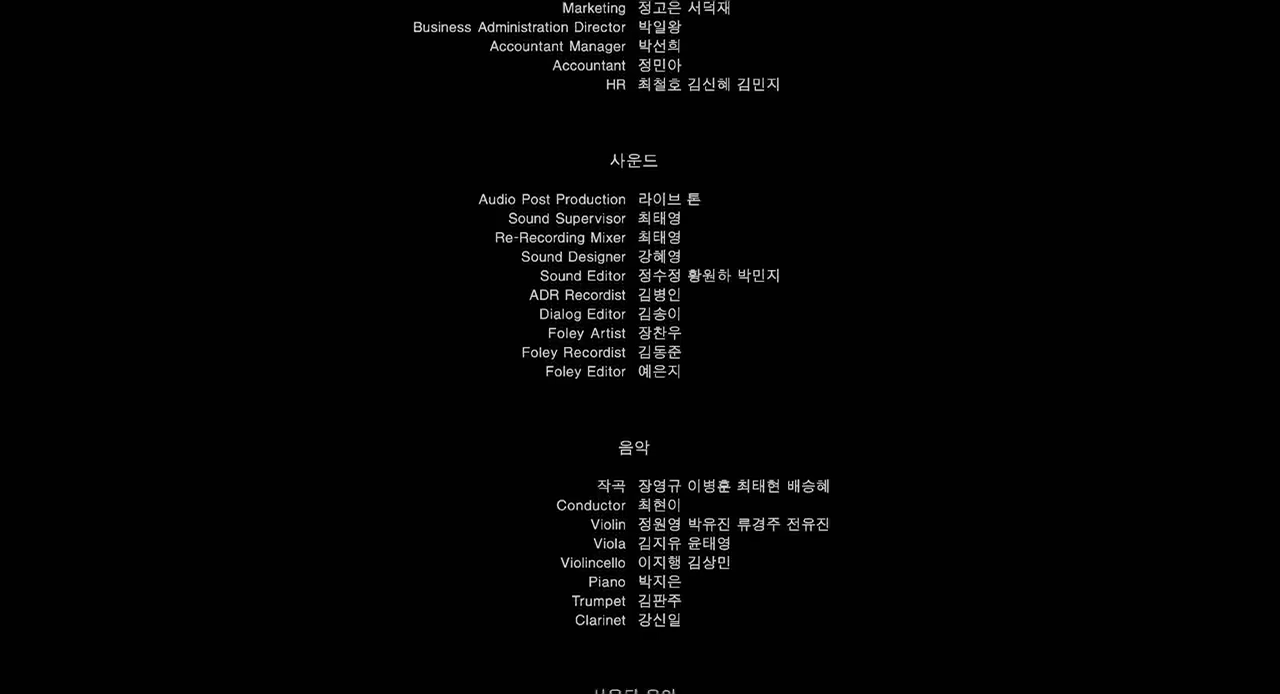 Marketing 정고은 서덕재
Business Administration Director 박일왕
Accountant Manager 박선희
Accountant 정민아
HR 최철호 김신혜 김민지
사운드
Audio Post Production 라이브 톤
Sound Supervisor 최태영
Re-Recording Mixer 최태영
Sound Designer 강혜영
Sound Editor 정수정 황원하 박민지
ADR Recordist 김병인
Dialog Editor 김송이
Foley Artist 장찬우
Foley Recordist 김동준
Foley Editor 예은지
음악
작곡 장영규 이병훈 최태현 배승혜
Conductor 최현이
Violin 정원영 박유진 류경주 전유진
Viola 김지유 윤태영
Violincello 이지행 김상민
Piano 박지은
Trumpet 김판주
Clarinet 강신일